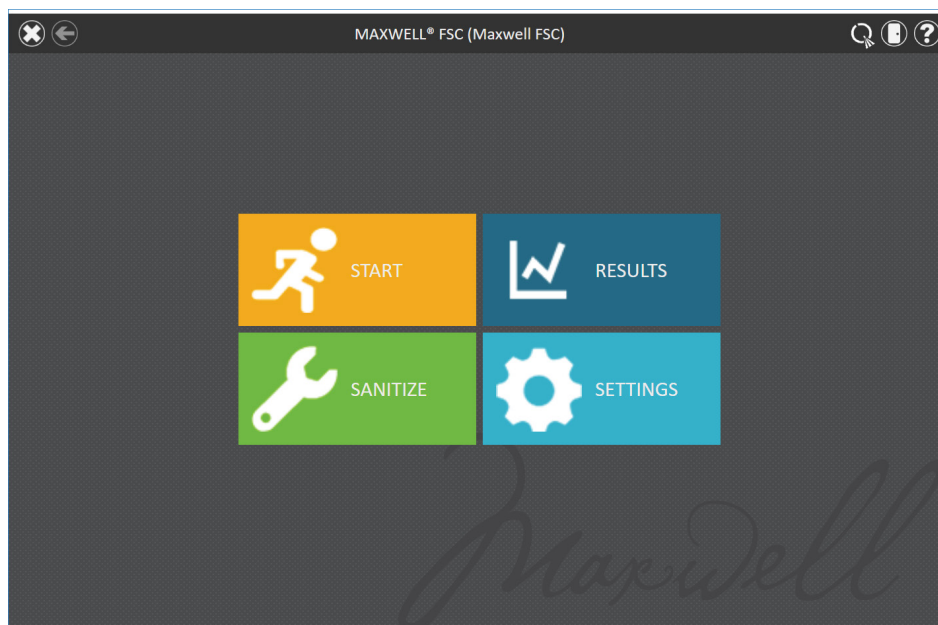 MAXWELL® FSC (Maxwell FSC)
START
RESULTS
SANITIZE
SETTINGS
Maxwell